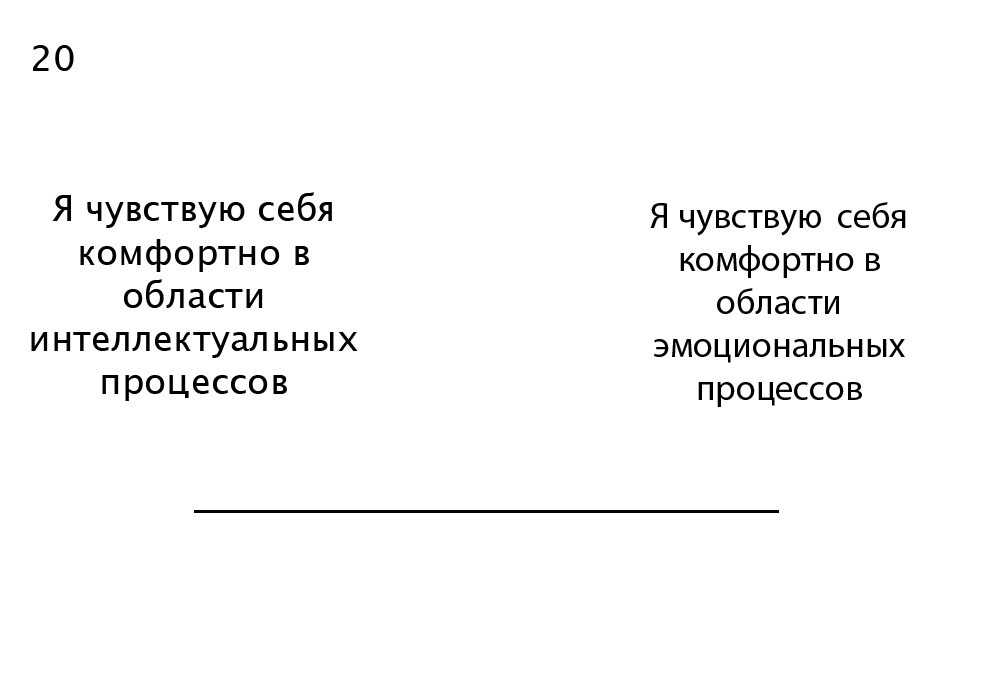 20
Я чувствую себя
комфортно в
области
интеллектуальных
процессов
Я чувствую себя
комфортно в
области
эмоциональных
процессов